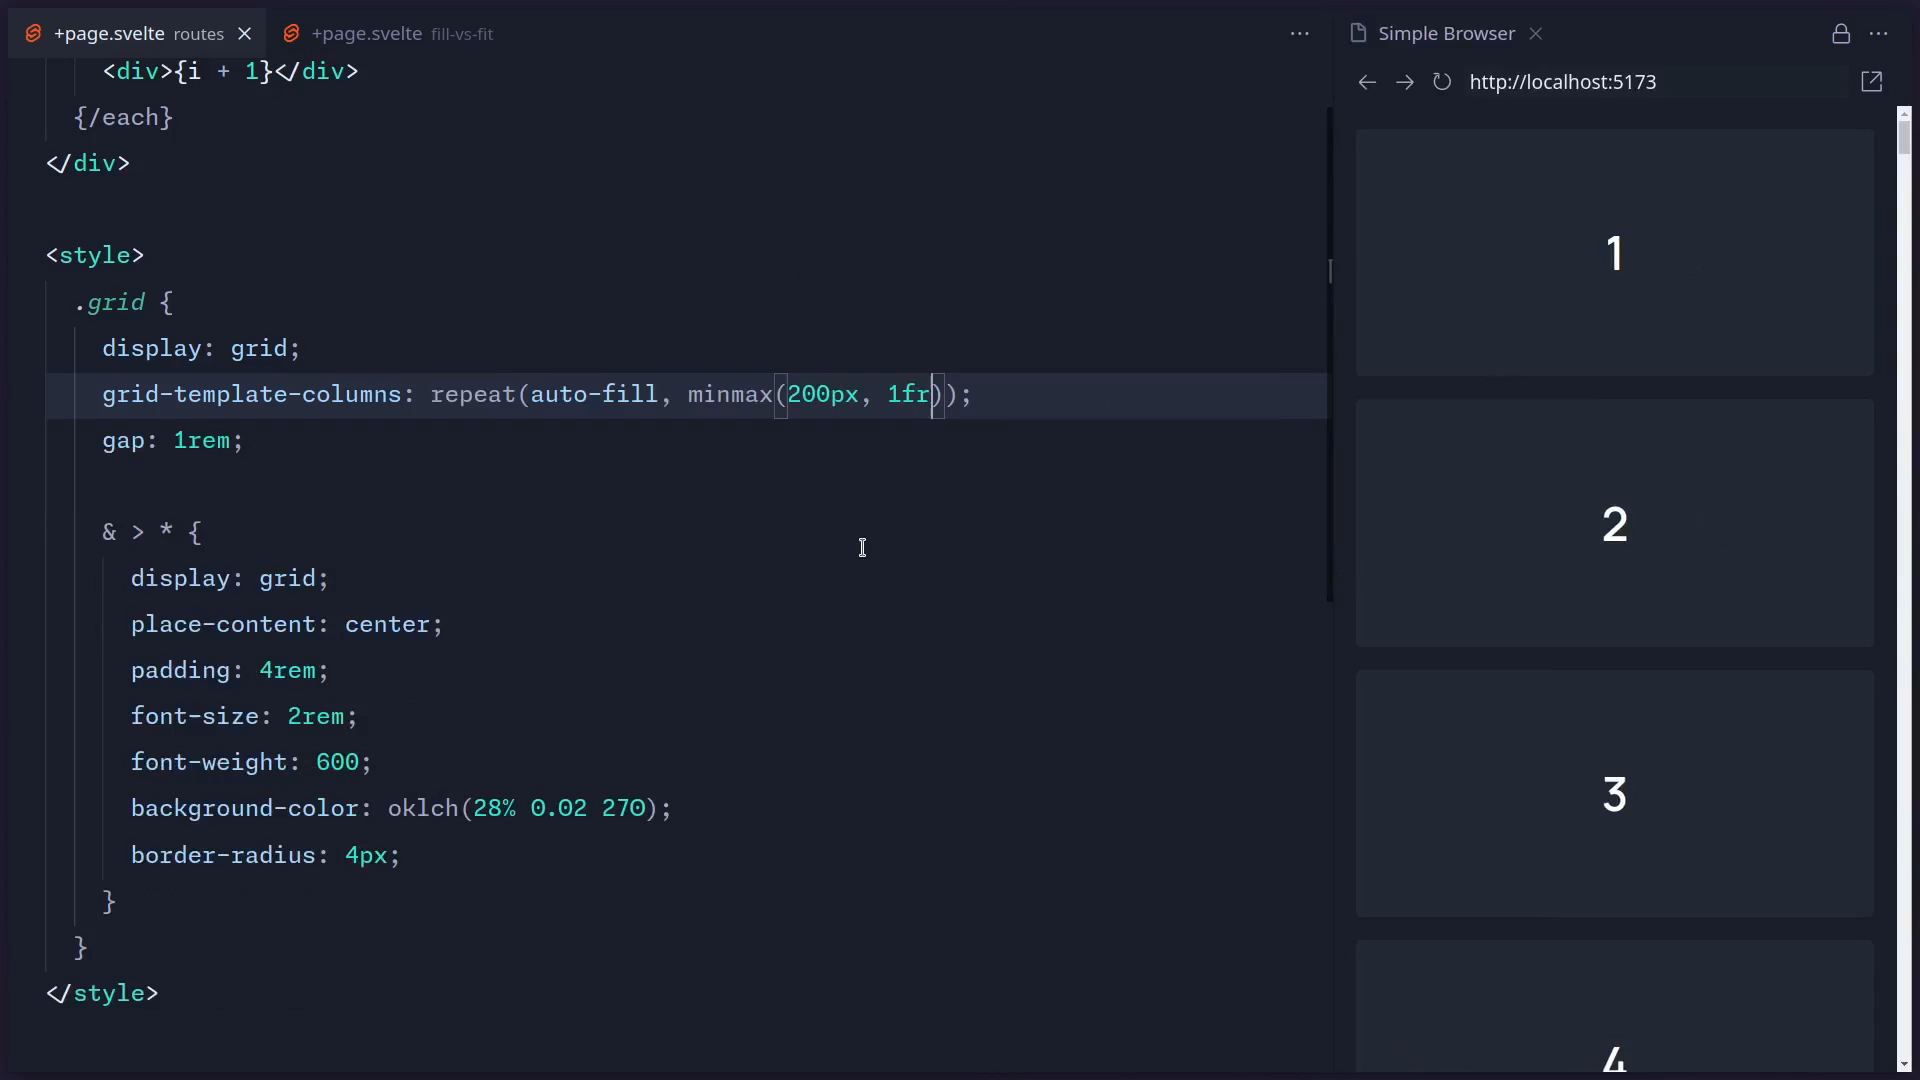 +page.svelte routes
+page.svelte fill-vs-fit
<div>{i + 1}</div>
{/each}
</div>
<style>
.grid {
display: grid;
grid-template-columns: repeat(auto-fill, minmax(200px, 1fr));
gap: 1rem;
& > * {
display: grid;
place-content: center;
padding: 4rem;
font-size: 2rem;
font-weight: 600;
background-color: oklch(28% 0.02 270);
border-radius: 4px;
}
}
</style>
Simple Browser
http://localhost:5173
1
2
3
4